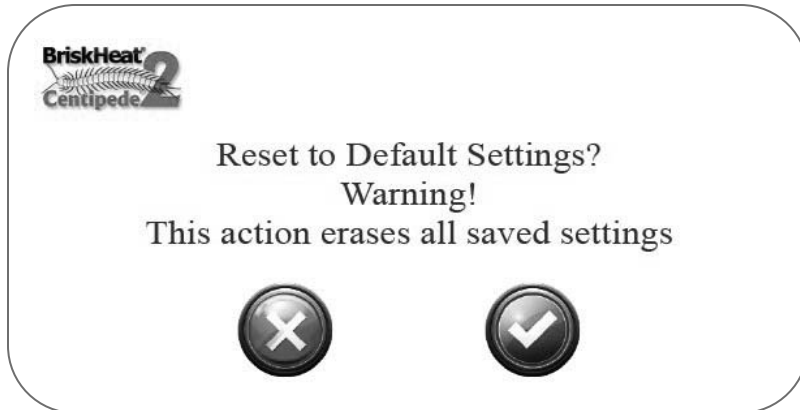 BriskHeat®
Centipede 2
Reset to Default Settings?
Warning!
This action erases all saved settings